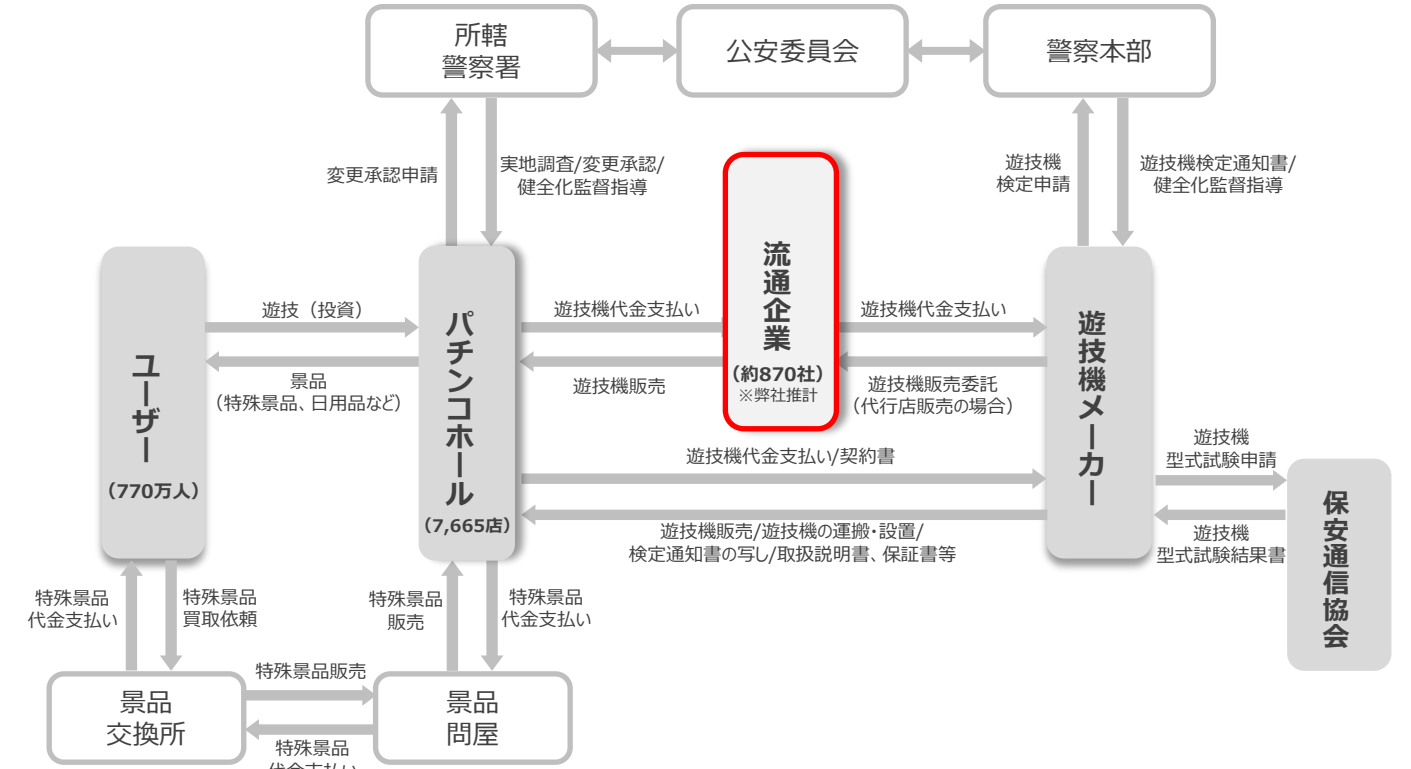 所轄
警察署
公安委員会
警察本部
変更承認申請
実地調査/変更承認/
健全化監督指導
遊技機
検定申請
遊技機検定通知書/
健全化監督指導
ユーザー
(770万人)
遊技（投資）
景品
（特殊景品、日用品など）
パチンコホール
(7,665店)
遊技機代金支払い
遊技機販売
流通企業
(約870社)
※弊社推計
遊技機代金支払い
遊技機販売委託
（代行店販売の場合）
遊技機メーカー
遊技機代金支払い/契約書
遊技機販売/遊技機の運搬・設置/
検定通知書の写し/取扱説明書、保証書等
遊技機
型式試験申請
遊技機
型式試験結果書
保安通信協会
特殊景品
代金支払い
特殊景品
買取依頼
特殊景品
販売
特殊景品
代金支払い
景品
交換所
特殊景品販売
特殊景品
代金支払い
景品
問屋